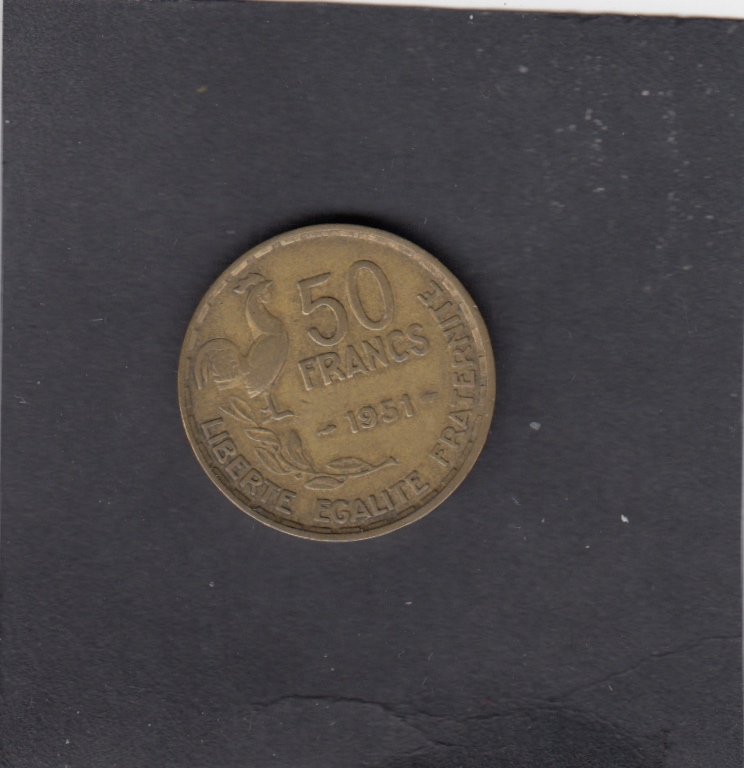 50
FRANCS
1951
LIBERTE EGALITE FRATERNITE